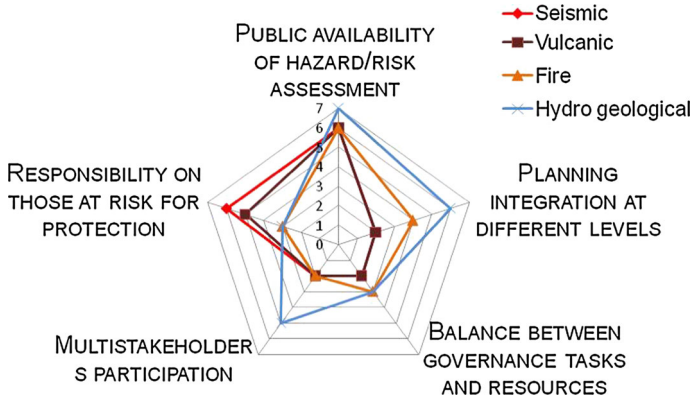 Seismic
Vulcanic
Fire
Hydro geological
PUBLIC AVAILABILITY
OF HAZARD/RISK
ASSESSMENT
7
6
5
4
3
2
1
0
PLANNING
INTEGRATION AT
DIFFERENT LEVELS
BALANCE BETWEEN
GOVERNANCE TASKS
AND RESOURCES
MULTISTAKEHOLDER
S PARTICIPATION
RESPONSIBILITY ON
THOSE AT RISK FOR
PROTECTION